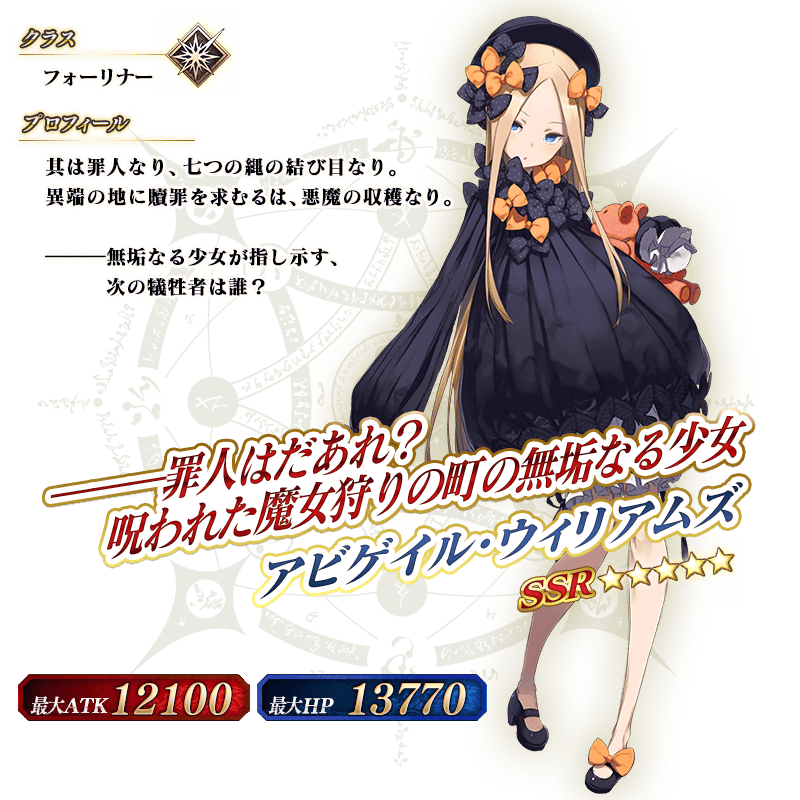 クラス
フォーリナー
プロフィール
其は罪人なり、七つの縄の結び目なり。
異端の地に贖罪を求むるは、悪魔の収穫なり。
───無垢なる少女が指し示す、
次の犠牲者は誰？
───罪人はだあれ？
呪われた魔女狩りの町の無垢なる少女
アビゲイル・ウィリアムズ
SSR☆☆☆☆☆
最大ATK 12100
最大HP 13770